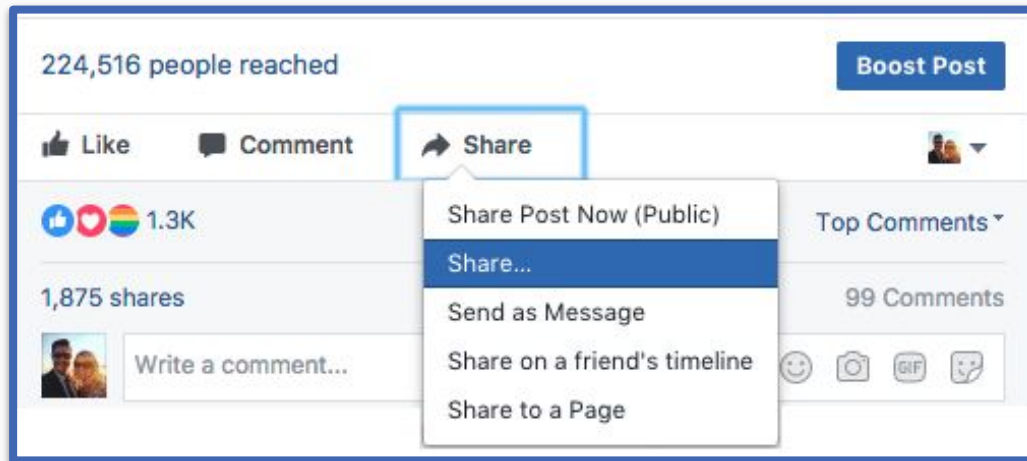 224,516 people reached
Boost Post
Like Comment Share
1.3K
Top Comments
1,875 shares
99 Comments
Write a comment...
GIF
Share Post Now (Public)
Share...
Send as Message
Share on a friend's timeline
Share to a Page